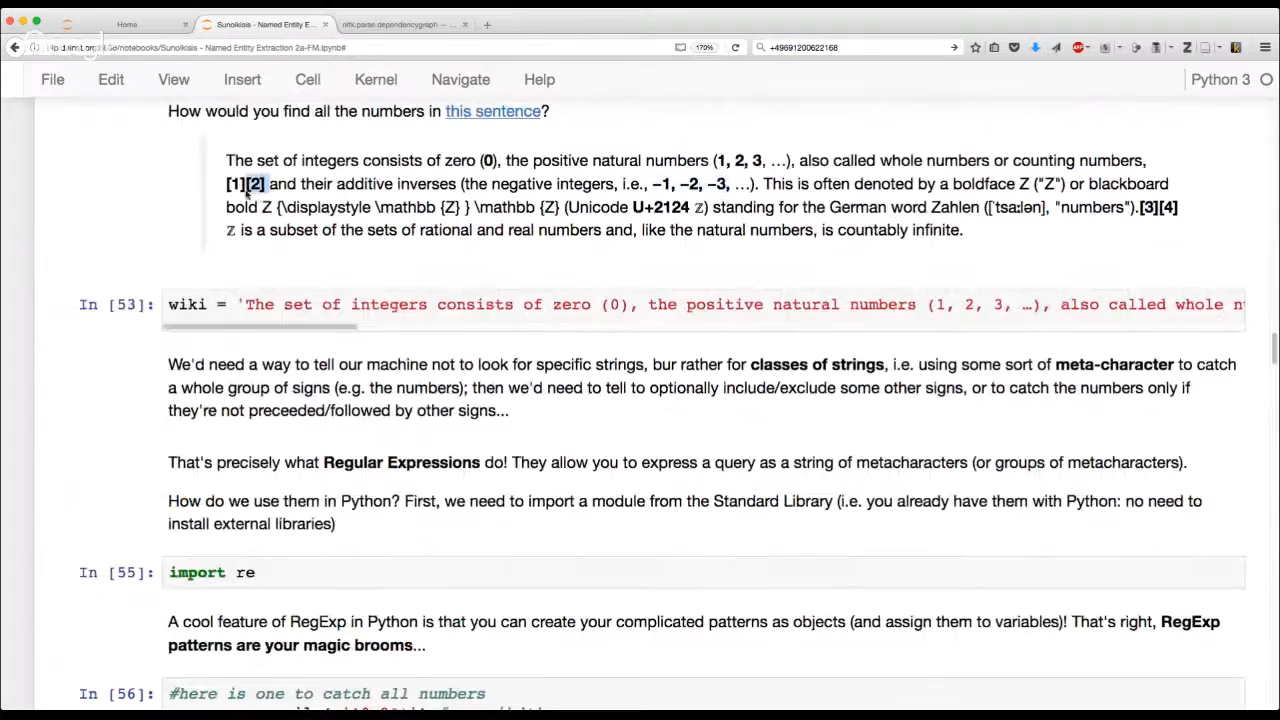 Home
Sunoikisis - Named Entity E...
nltk.parse.dependencygraph — ...
/notebooks/Sunoikisis - Named Entity Extraction 2a-FM.ipynb#
170%
+49691200622168
File Edit View Insert Cell Kernel Navigate Help
Python 3
How would you find all the numbers in this sentence?
The set of integers consists of zero (0), the positive natural numbers (1, 2, 3, …), also called whole numbers or counting numbers,
[1][2] and their additive inverses (the negative integers, i.e., −1, −2, −3, …). This is often denoted by a boldface Z ("Z") or blackboard
bold Z {\displaystyle \mathbb {Z} } \mathbb {Z} (Unicode U+2124 ℤ) standing for the German word Zahlen ([ˈtsaːlən], "numbers").[3][4]
ℤ is a subset of the sets of rational and real numbers and, like the natural numbers, is countably infinite.
In [53]: wiki = 'The set of integers consists of zero (0), the positive natural numbers (1, 2, 3, …), also called whole n
We'd need a way to tell our machine not to look for specific strings, bur rather for classes of strings, i.e. using some sort of meta-character to catch
a whole group of signs (e.g. the numbers); then we'd need to tell to optionally include/exclude some other signs, or to catch the numbers only if
they're not preceeded/followed by other signs...
That's precisely what Regular Expressions do! They allow you to express a query as a string of metacharacters (or groups of metacharacters).
How do we use them in Python? First, we need to import a module from the Standard Library (i.e. you already have them with Python: no need to
install external libraries)
In [55]: import re
A cool feature of RegExp in Python is that you can create your complicated patterns as objects (and assign them to variables)! That's right, RegExp
patterns are your magic brooms...
In [56]: #here is one to catch all numbers